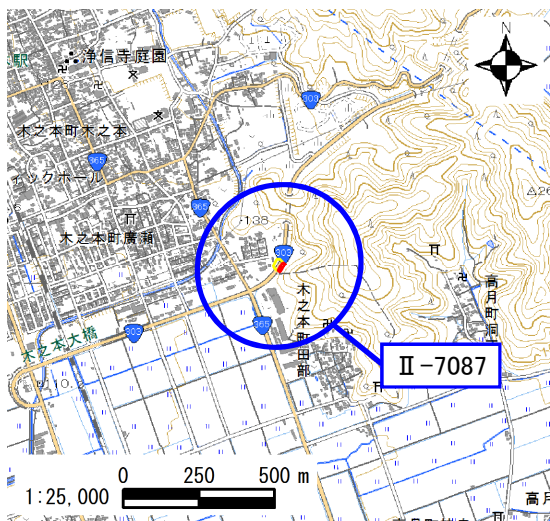 N
浄信寺庭園
303
木之本町木之本
365
ィックホール
365
・138
木之本町廣瀬
303
高月町洞
木之本大橋
303
365
木之本町田部
Ⅱ-7087
110.
0 250 500 m
1:25,000
高月